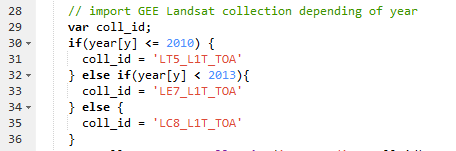 28 // import GEE Landsat collection depending of year
29 var coll_id;
30 if(year[y] <= 2010) {
31 coll_id = 'LT5_L1T_TOA'
32 } else if(year[y] < 2013){
33 coll_id = 'LE7_L1T_TOA'
34 } else {
35 coll_id = 'LC8_L1T_TOA'
36 }